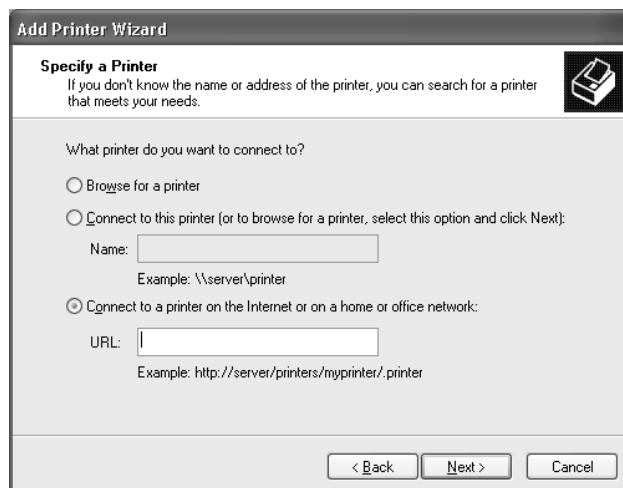 Add Printer Wizard
Specify a Printer
If you don't know the name or address of the printer, you can search for a printer
that meets your needs.
What printer do you want to connect to?
Browse for a printer
Connect to this printer (or to browse for a printer, select this option and click Next):
Name:
Example: \\server\printer
Connect to a printer on the Internet or on a home or office network:
URL:
Example: http://server/printers/myprinter/.printer
< Back Next > Cancel